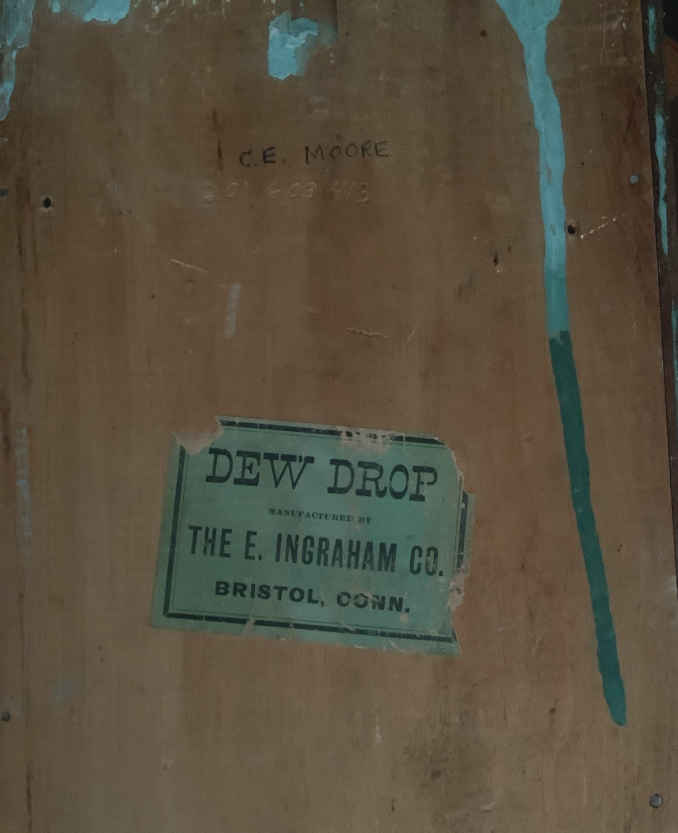 C.E. MOORE
DEW DROP
MANUFACTURED BY
THE E. INGRAHAM CO.
BRISTOL, CONN.